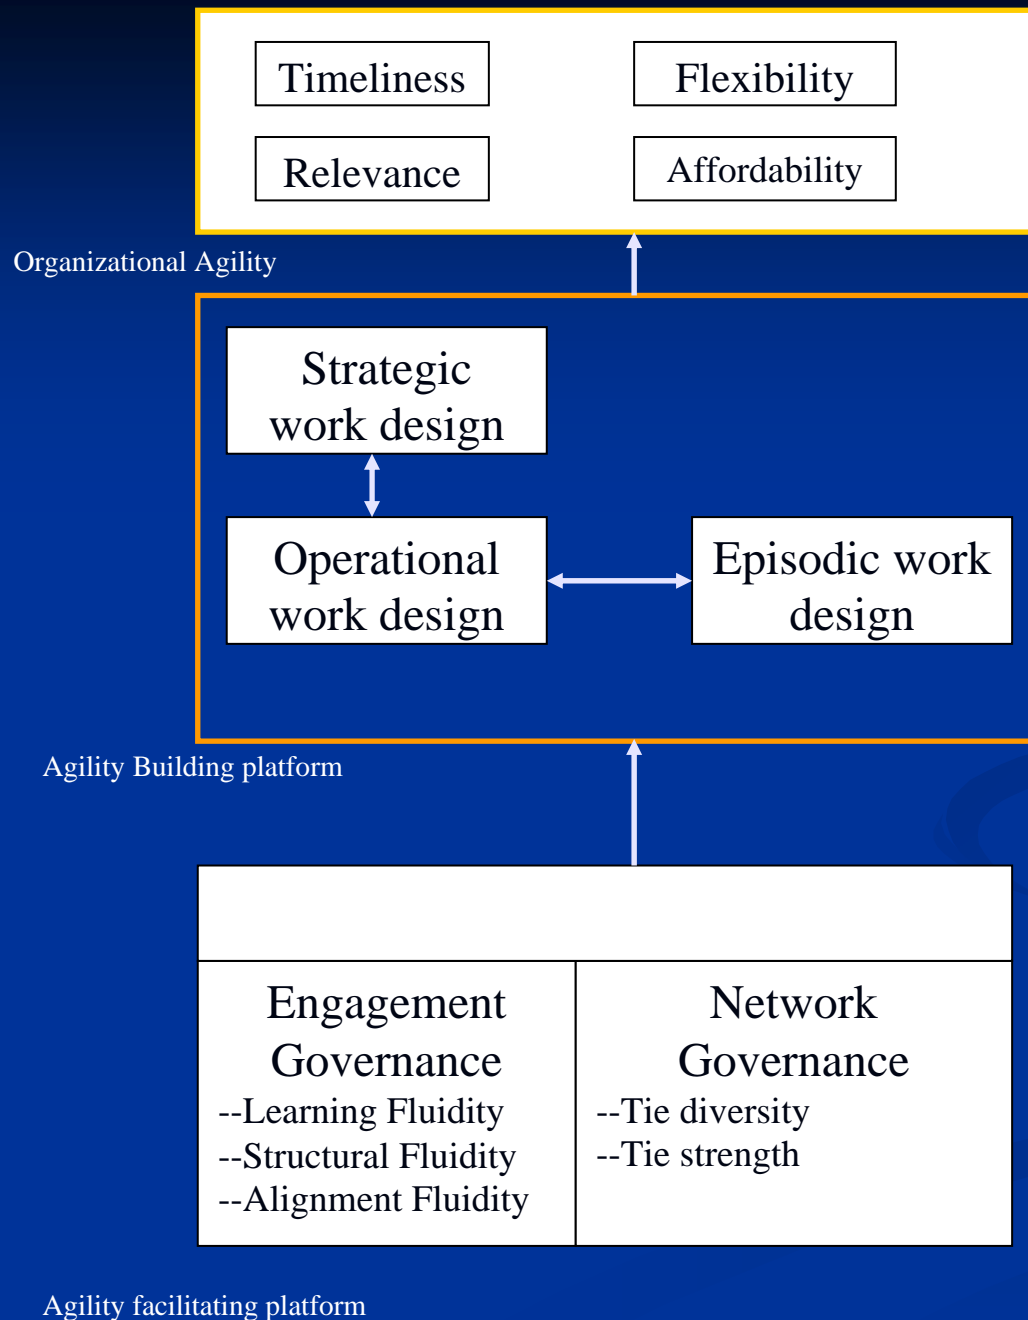 Timeliness
Flexibility
Relevance
Affordability
Organizational Agility
Strategic
work design
Operational
work design
Episodic work
design
Agility Building platform
Engagement
Governance
--Learning Fluidity
--Structural Fluidity
--Alignment Fluidity
Network
Governance
--Tie diversity
--Tie strength
Agility facilitating platform